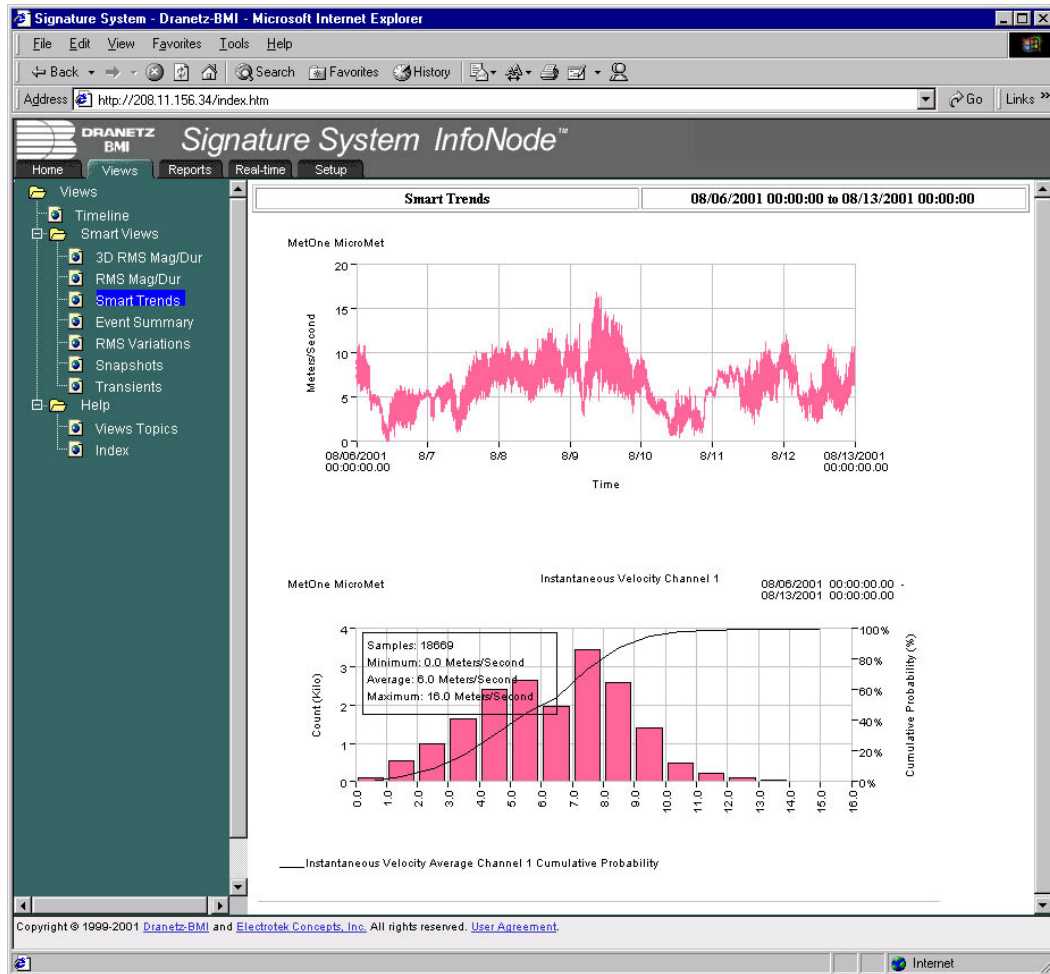 Signature System - Dranetz-BMI - Microsoft Internet Explorer
File Edit View Favorites Tools Help
Back Search Favorites History
Address http://208.11.156.34/index.htm Go Links »
DRANETZ BMI Signature System InfoNode™
Home Views Reports Real-time Setup
Views
Timeline
Smart Views
3D RMS Mag/Dur
RMS Mag/Dur
Smart Trends
Event Summary
RMS Variations
Snapshots
Transients
Help
Views Topics
Index
Smart Trends 08/06/2001 00:00:00 to 08/13/2001 00:00:00
MetOne MicroMet
Meters/Second
20
15
10
5
0
08/06/2001 00:00:00.00 8/7 8/8 8/9 8/10 8/11 8/12 08/13/2001 00:00:00.00
Time
MetOne MicroMet
Instantaneous Velocity Channel 1
08/06/2001 00:00:00.00 -
08/13/2001 00:00:00.00
Count (Kilo)
4
3
2
1
0
Samples: 18669
Minimum: 0.0 Meters/Second
Average: 6.0 Meters/Second
Maximum: 16.0 Meters/Second
100%
80%
60%
40%
20%
0%
Cumulative Probability (%)
0.0 1.0 2.0 3.0 4.0 5.0 6.0 7.0 8.0 9.0 10.0 11.0 12.0 13.0 14.0 15.0 16.0
Instantaneous Velocity Average Channel 1 Cumulative Probability
Copyright © 1999-2001 Dranetz-BMI and Electrotek Concepts, Inc. All rights reserved. User Agreement.
Internet